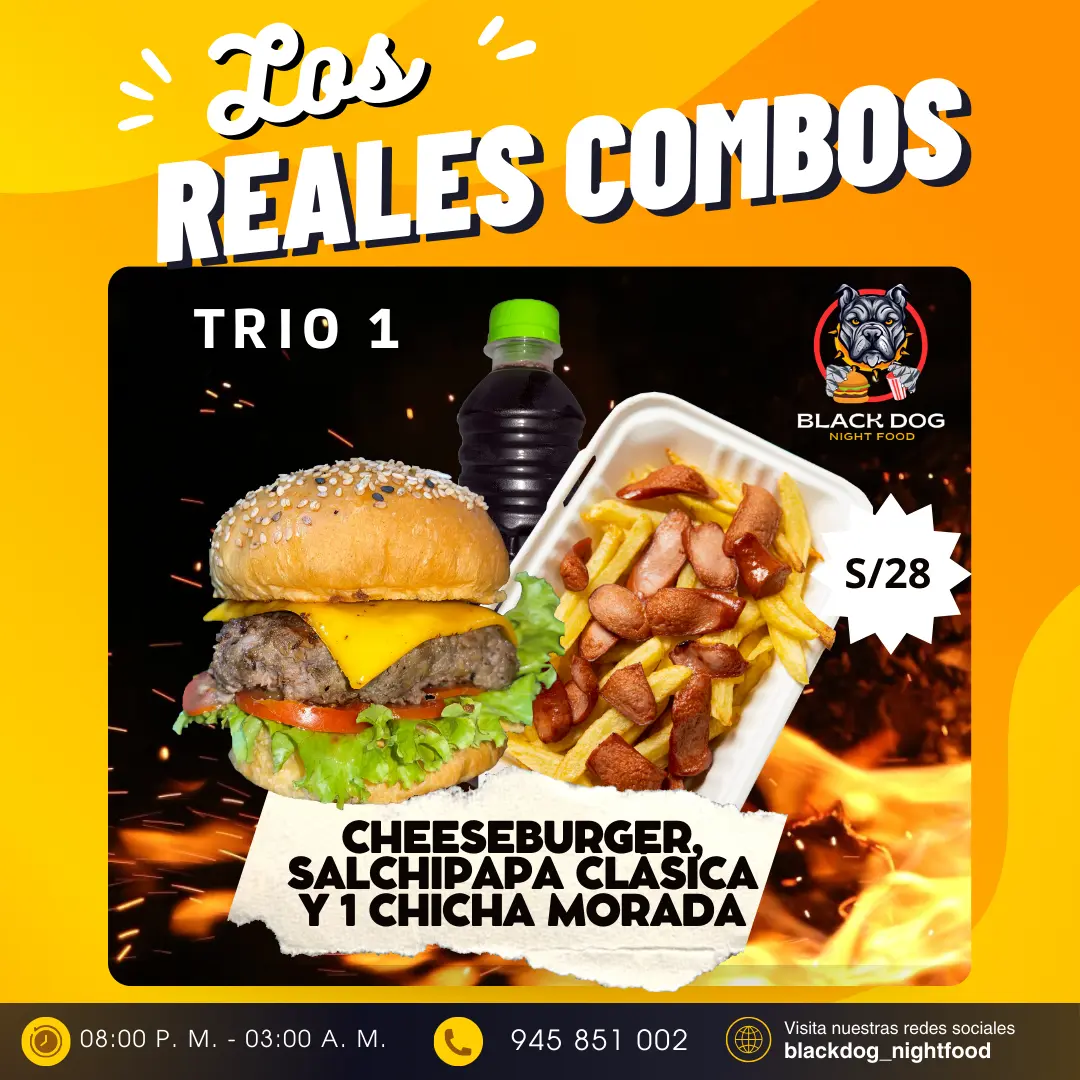 Los
REALES COMBOS
TRIO 1
BLACK DOG
NIGHT FOOD
S/28
CHEESEBURGER,
SALCHIPAPA CLASICA
Y 1 CHICHA MORADA
08:00 P. M. - 03:00 A. M.
945 851 002
Visita nuestras redes sociales
blackdog_nightfood